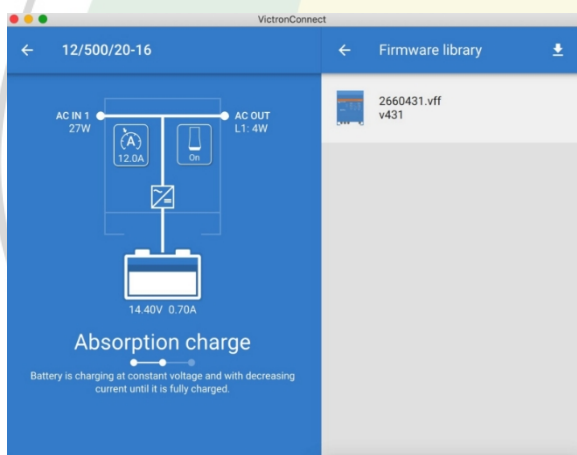 VictronConnect
12/500/20-16
AC IN 1
27W
AC OUT
L1: 4W
A
12.0A
On
14.40V 0.70A
Absorption charge
Battery is charging at constant voltage and with decreasing
current until it is fully charged.
Firmware library
2660431.vff
v431